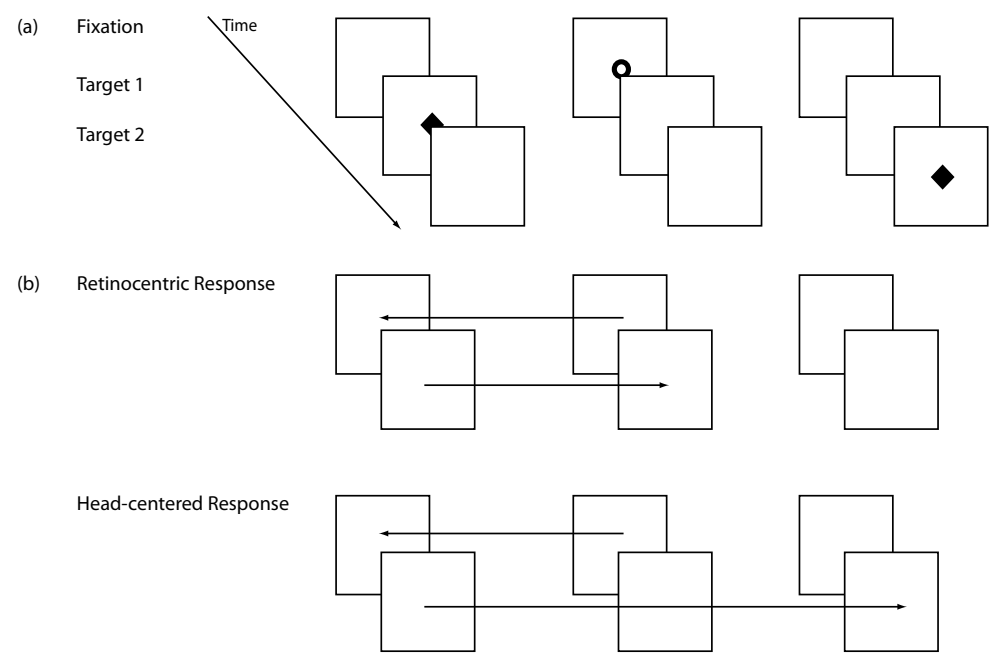 (a) Fixation
Time
Target 1
Target 2
(b) Retinocentric Response
Head-centered Response